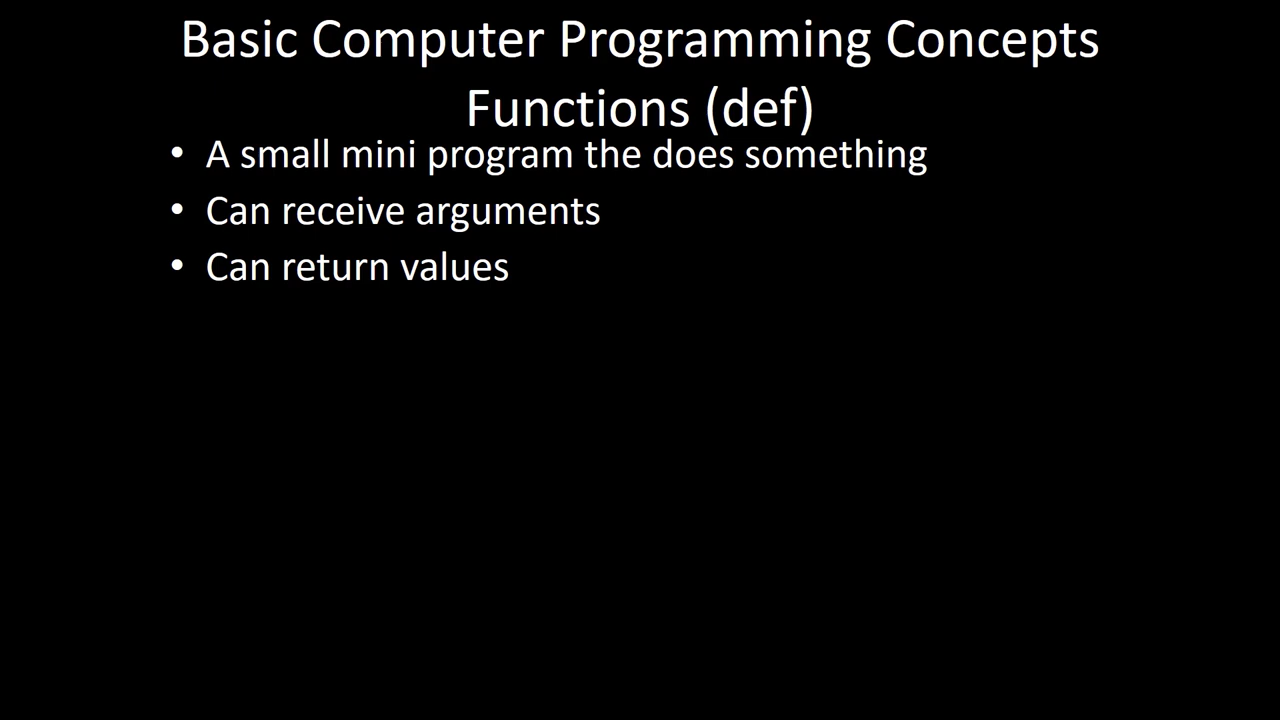 Basic Computer Programming Concepts
Functions (def)
• A small mini program the does something
• Can receive arguments
• Can return values